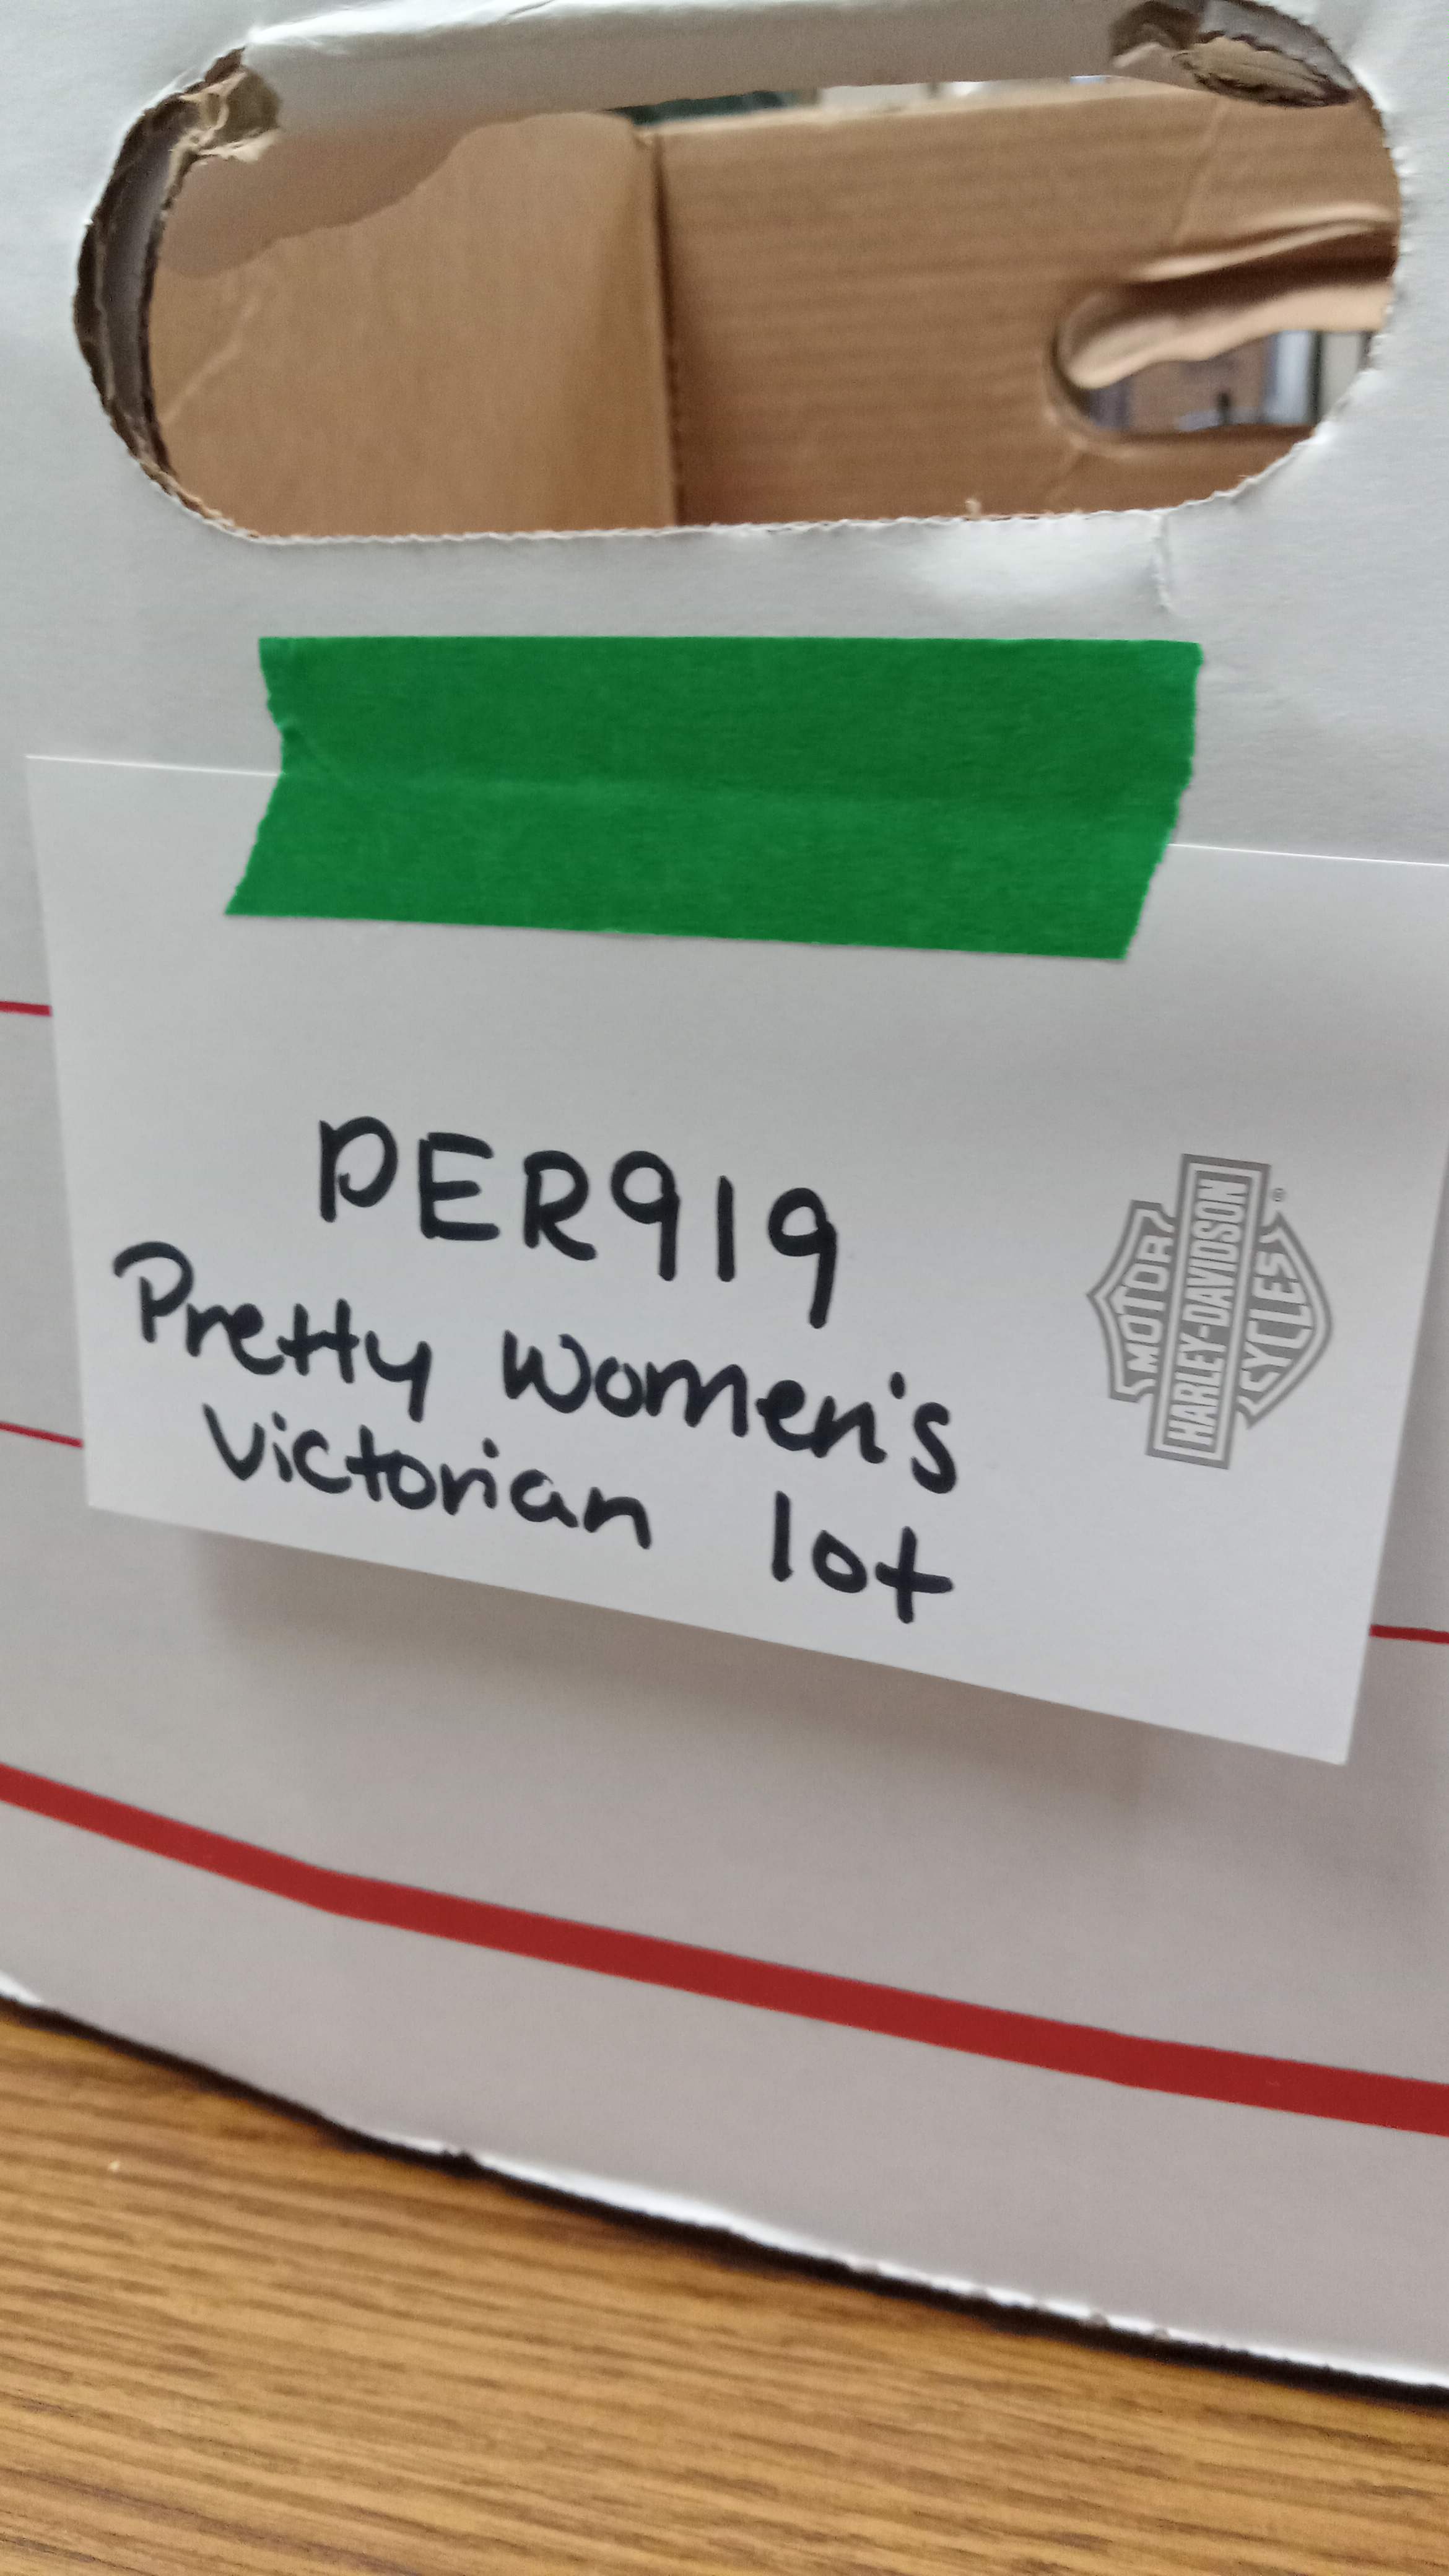 PER919
Pretty Women's
Victorian lot
MOTOR
HARLEY-DAVIDSON
CYCLES
®